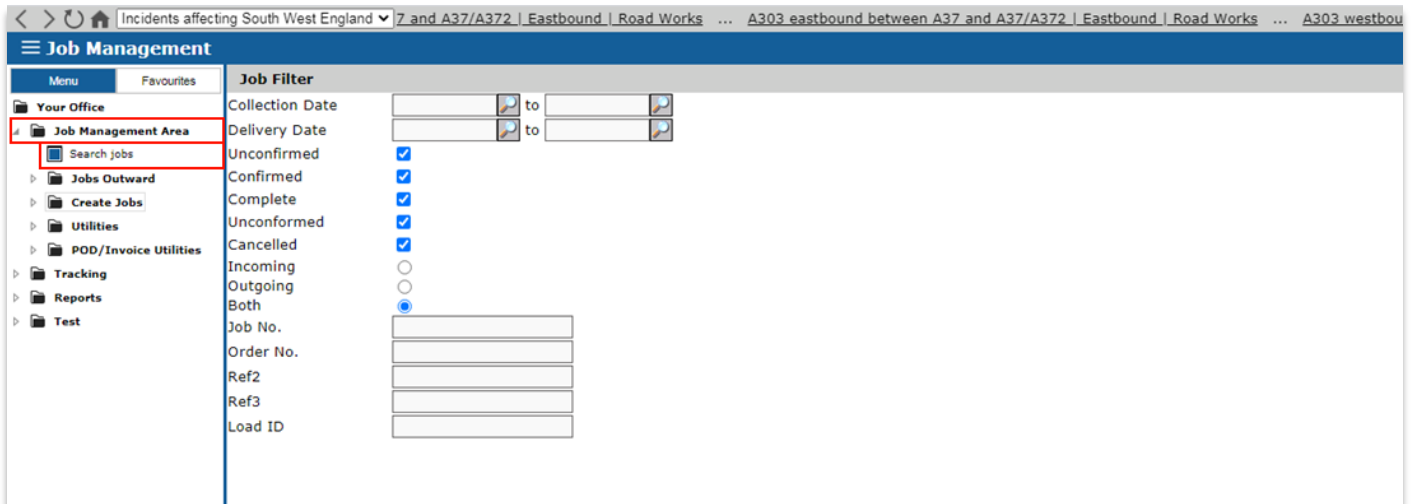 Incidents affecting South West England 7 and A37/A372 | Eastbound | Road Works ... A303 eastbound between A37 and A37/A372 | Eastbound | Road Works ... A303 westbou
Job Management
Menu Favourites
Your Office
Job Management Area
Search jobs
Jobs Outward
Create Jobs
Utilities
POD/Invoice Utilities
Tracking
Reports
Test
Job Filter
Collection Date to
Delivery Date to
Unconfirmed
Confirmed
Complete
Unconformed
Cancelled
Incoming
Outgoing
Both
Job No.
Order No.
Ref2
Ref3
Load ID